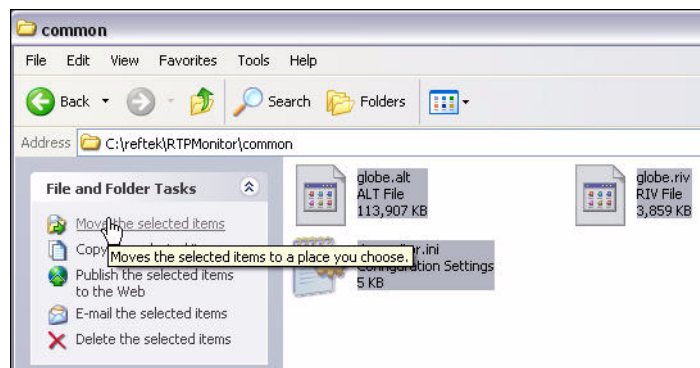 common
File Edit View Favorites Tools Help
Back Search Folders
Address C:\reftek\RTPMonitor\common
File and Folder Tasks
Move the selected items
Copy
Moves the selected items to a place you choose.
Publish the selected items
to the Web
E-mail the selected items
Delete the selected items
globe.alt
ALT File
113,907 KB
globe.riv
RIV File
3,859 KB
Configuration Settings
5 KB